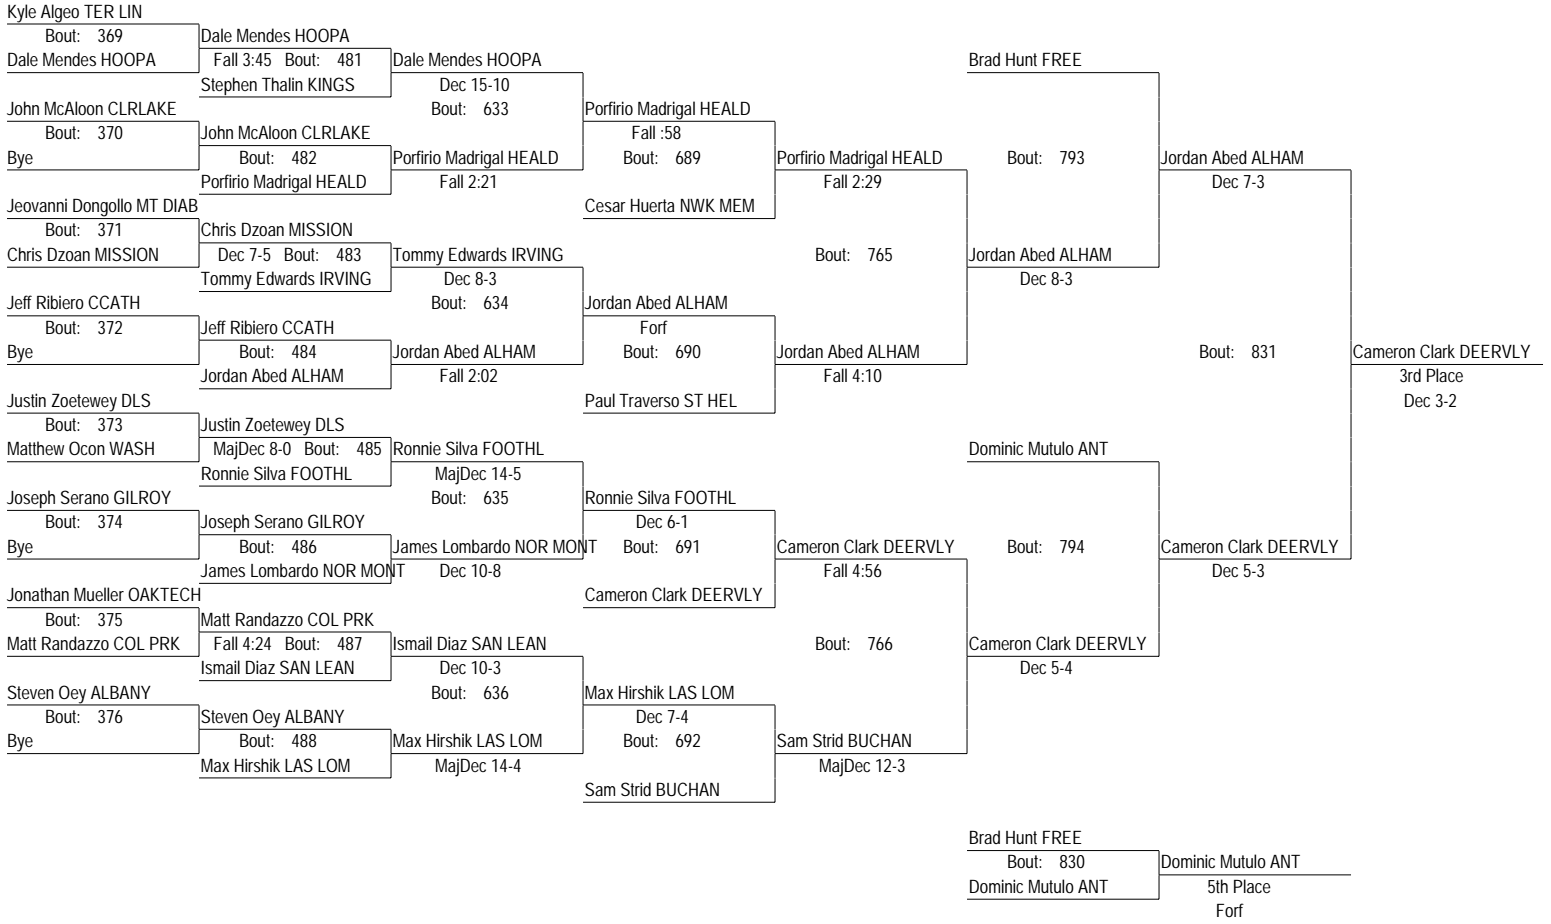 Kyle Algeo TER LIN
Bout: 369 Dale Mendes HOOPA
Dale Mendes HOOPA Fall 3:45 Bout: 481 Dale Mendes HOOPA Brad Hunt FREE
Stephen Thalin KINGS Dec 15-10
John McAloon CLRLAKE Bout: 633 Porfirio Madrigal HEALD
Bout: 370 John McAloon CLRLAKE Fall :58
Bye Bout: 482 Porfirio Madrigal HEALD Bout: 689 Porfirio Madrigal HEALD Bout: 793 Jordan Abed ALHAM
Porfirio Madrigal HEALD Fall 2:21 Fall 2:29 Dec 7-3
Jeovanni Dongollo MT DIAB Cesar Huerta NWK MEM
Bout: 371 Chris Dzoan MISSION
Chris Dzoan MISSION Dec 7-5 Bout: 483 Tommy Edwards IRVING Bout: 765 Jordan Abed ALHAM
Tommy Edwards IRVING Dec 8-3 Dec 8-3
Jeff Ribiero CCATH Bout: 634 Jordan Abed ALHAM
Bout: 372 Jeff Ribiero CCATH Forf
Bye Bout: 484 Jordan Abed ALHAM Bout: 690 Jordan Abed ALHAM Bout: 831 Cameron Clark DEERVLY
Jordan Abed ALHAM Fall 2:02 Fall 4:10 3rd Place
Justin Zoetewey DLS Paul Traverso ST HEL Dec 3-2
Bout: 373 Justin Zoetewey DLS
Matthew Ocon WASH MajDec 8-0 Bout: 485 Ronnie Silva FOOTHL Dominic Mutulo ANT
Ronnie Silva FOOTHL MajDec 14-5
Joseph Serano GILROY Bout: 635 Ronnie Silva FOOTHL
Bout: 374 Joseph Serano GILROY Dec 6-1
Bye Bout: 486 James Lombardo NOR MONT Bout: 691 Cameron Clark DEERVLY Bout: 794 Cameron Clark DEERVLY
James Lombardo NOR MONT Dec 10-8 Fall 4:56 Dec 5-3
Jonathan Mueller OAKTECH Cameron Clark DEERVLY
Bout: 375 Matt Randazzo COL PRK
Matt Randazzo COL PRK Fall 4:24 Bout: 487 Ismail Diaz SAN LEAN Bout: 766 Cameron Clark DEERVLY
Ismail Diaz SAN LEAN Dec 10-3 Dec 5-4
Steven Oey ALBANY Bout: 636 Max Hirshik LAS LOM
Bout: 376 Steven Oey ALBANY Dec 7-4
Bye Bout: 488 Max Hirshik LAS LOM Bout: 692 Sam Strid BUCHAN
Max Hirshik LAS LOM MajDec 14-4 MajDec 12-3
Sam Strid BUCHAN
Brad Hunt FREE
Bout: 830 Dominic Mutulo ANT
Dominic Mutulo ANT 5th Place
Forf